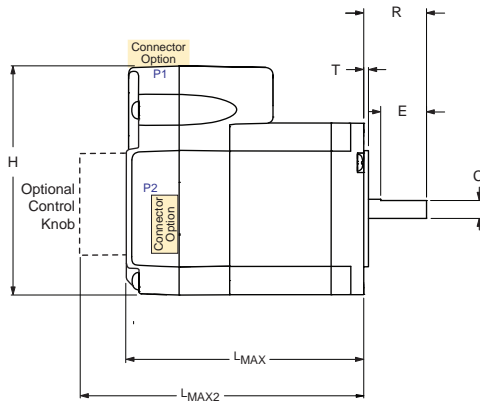 R
Connector
Option
P1
T
E
H
Optional
Control
Knob
P2
Connector
Option
LMAX
LMAX2